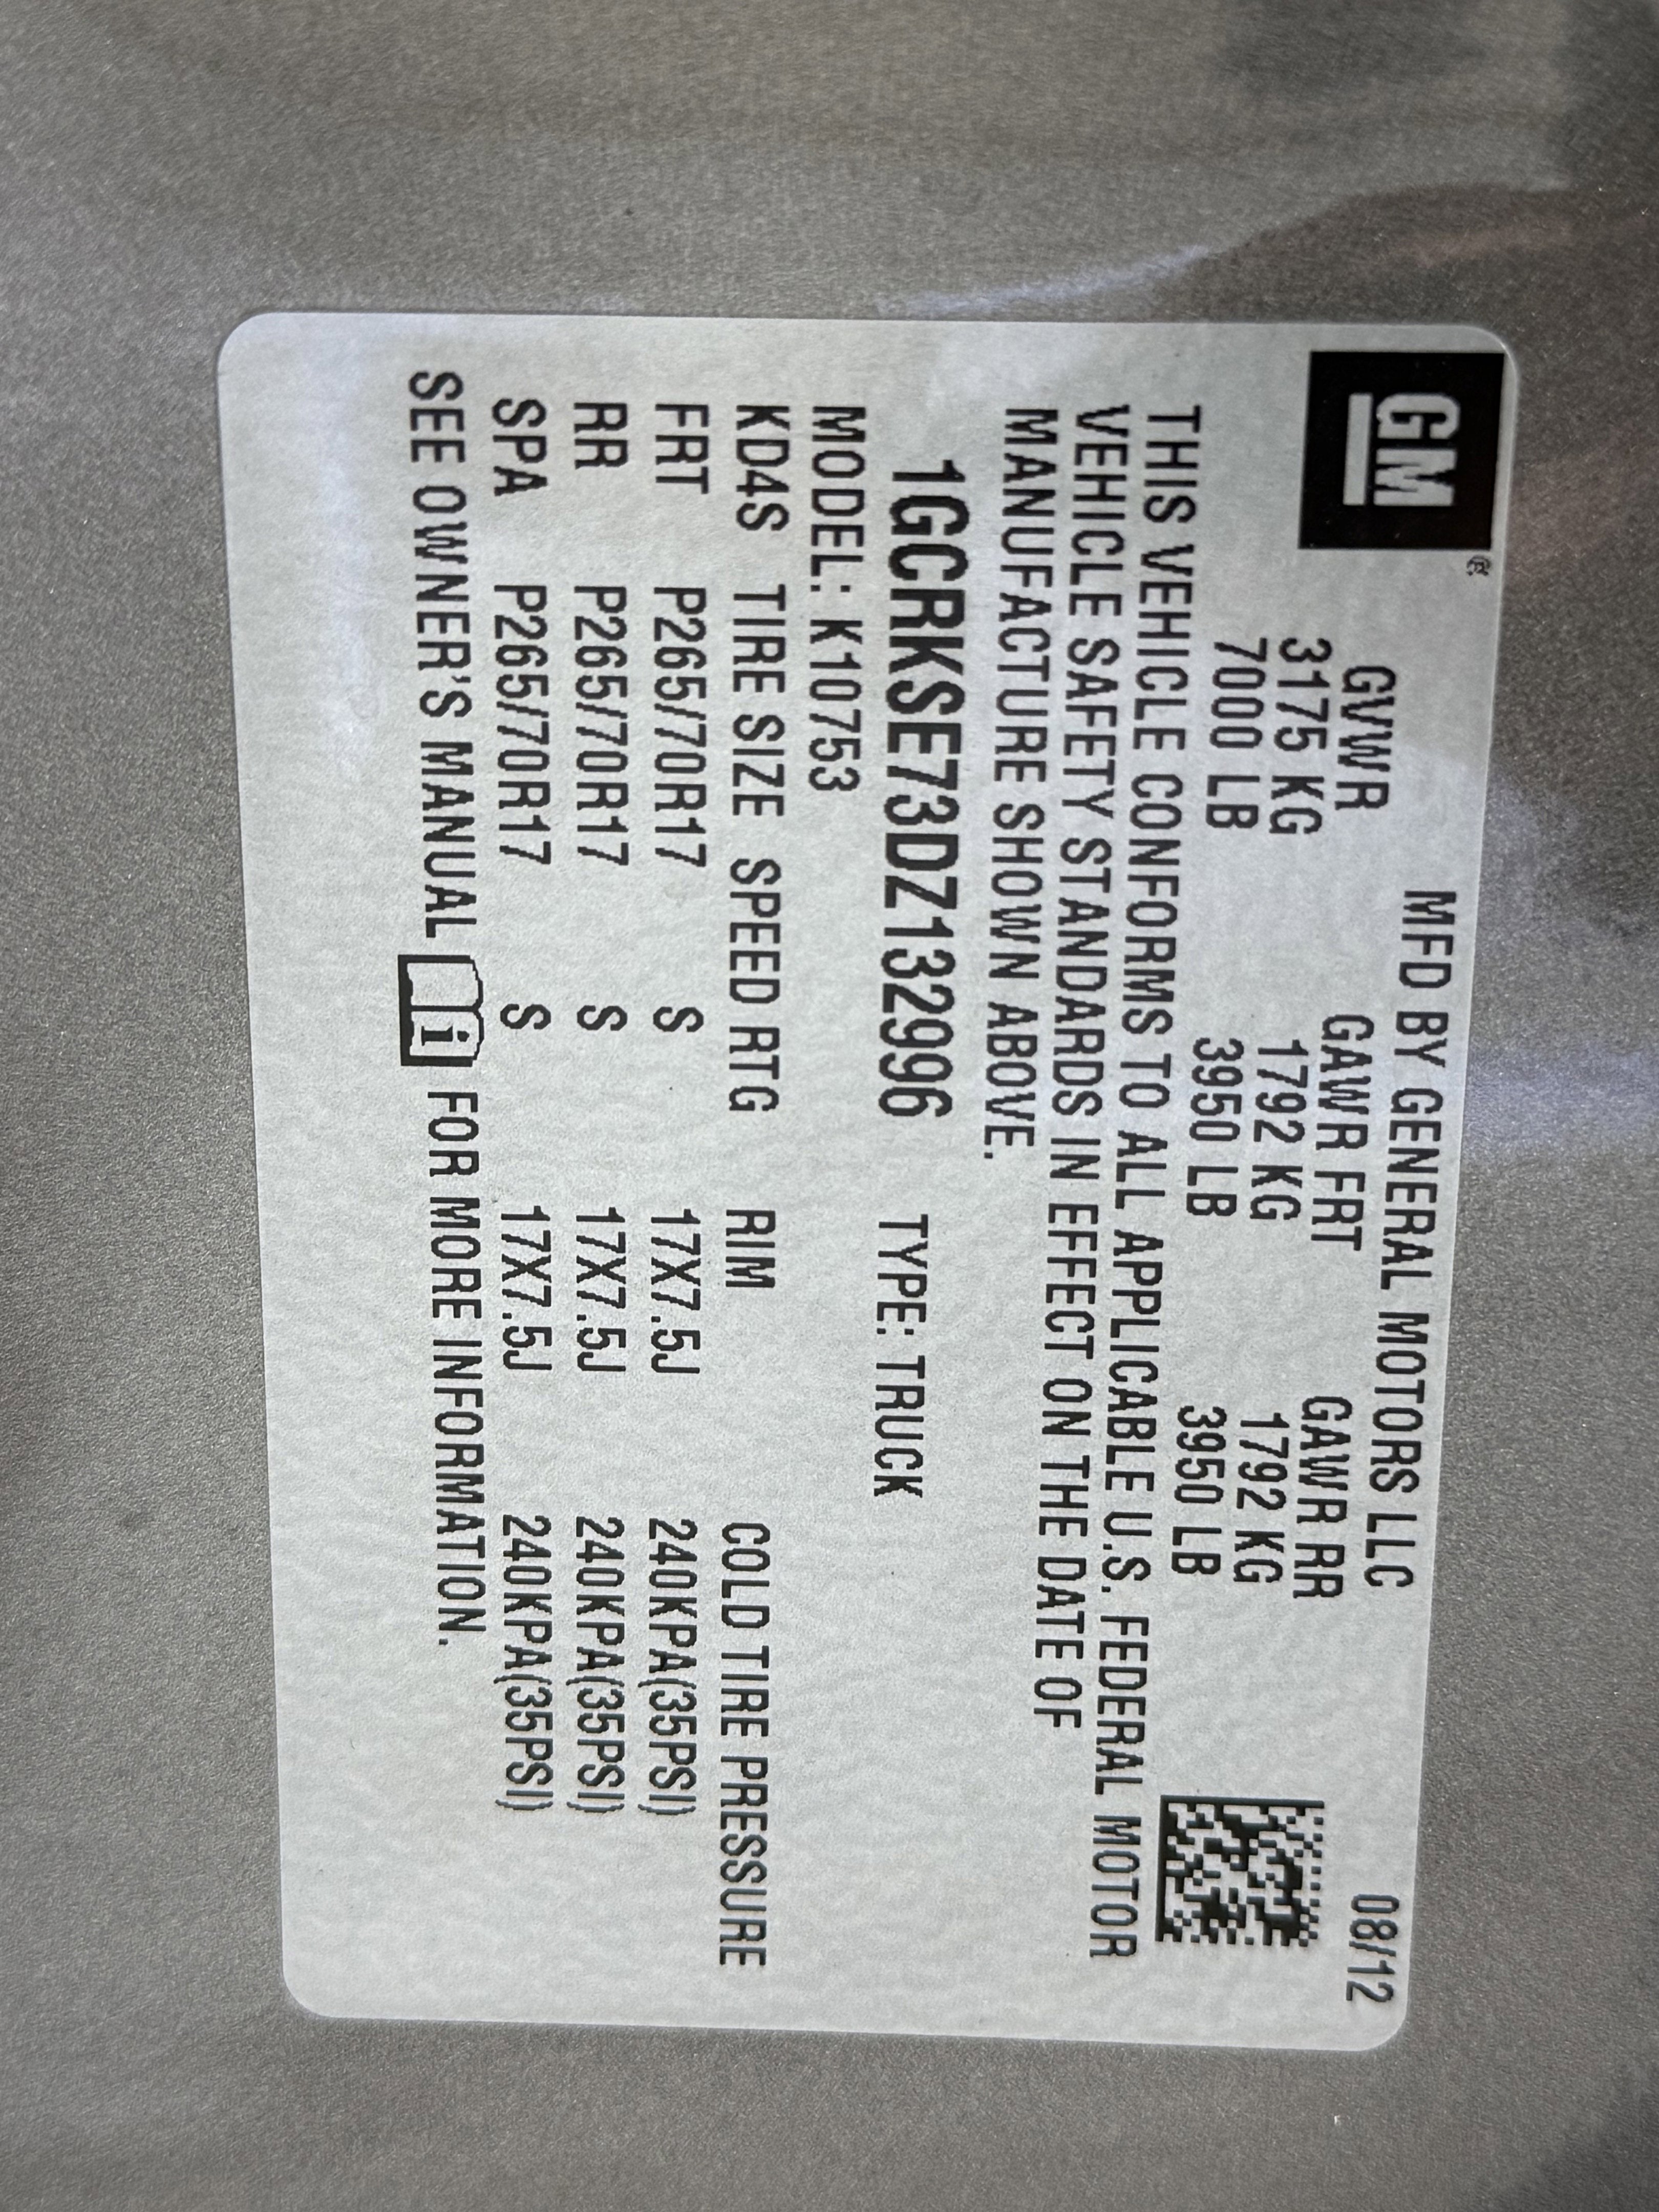 GM ®
MFD BY GENERAL MOTORS LLC 08/12
GVWR GAWR FRT GAWR RR
3175 KG 1792 KG 1792 KG
7000 LB 3950 LB 3950 LB
THIS VEHICLE CONFORMS TO ALL APPLICABLE U.S. FEDERAL MOTOR
VEHICLE SAFETY STANDARDS IN EFFECT ON THE DATE OF
MANUFACTURE SHOWN ABOVE.
1GCRKSE73DZ132996 TYPE: TRUCK
MODEL: K10753
KD4S TIRE SIZE SPEED RTG RIM COLD TIRE PRESSURE
FRT P265/70R17 S 17X7.5J 240KPA(35PSI)
RR P265/70R17 S 17X7.5J 240KPA(35PSI)
SPA P265/70R17 S 17X7.5J 240KPA(35PSI)
SEE OWNER'S MANUAL i FOR MORE INFORMATION.